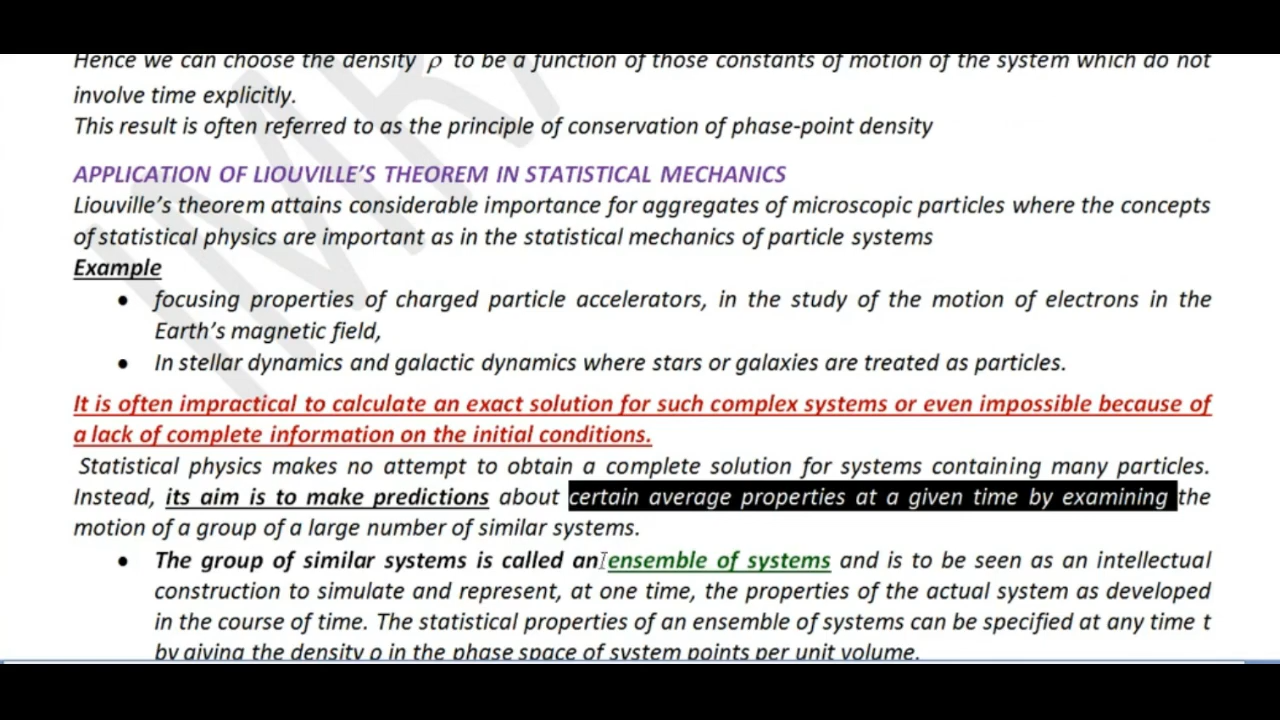 Hence we can choose the density ρ to be a function of those constants of motion of the system which do not
involve time explicitly.
This result is often referred to as the principle of conservation of phase-point density
APPLICATION OF LIOUVILLE'S THEOREM IN STATISTICAL MECHANICS
Liouville's theorem attains considerable importance for aggregates of microscopic particles where the concepts
of statistical physics are important as in the statistical mechanics of particle systems
Example
• focusing properties of charged particle accelerators, in the study of the motion of electrons in the
Earth's magnetic field,
• In stellar dynamics and galactic dynamics where stars or galaxies are treated as particles.
It is often impractical to calculate an exact solution for such complex systems or even impossible because of
a lack of complete information on the initial conditions.
Statistical physics makes no attempt to obtain a complete solution for systems containing many particles.
Instead, its aim is to make predictions about certain average properties at a given time by examining the
motion of a group of a large number of similar systems.
• The group of similar systems is called an ensemble of systems and is to be seen as an intellectual
construction to simulate and represent, at one time, the properties of the actual system as developed
in the course of time. The statistical properties of an ensemble of systems can be specified at any time t
by giving the density ρ in the phase space of system points per unit volume.